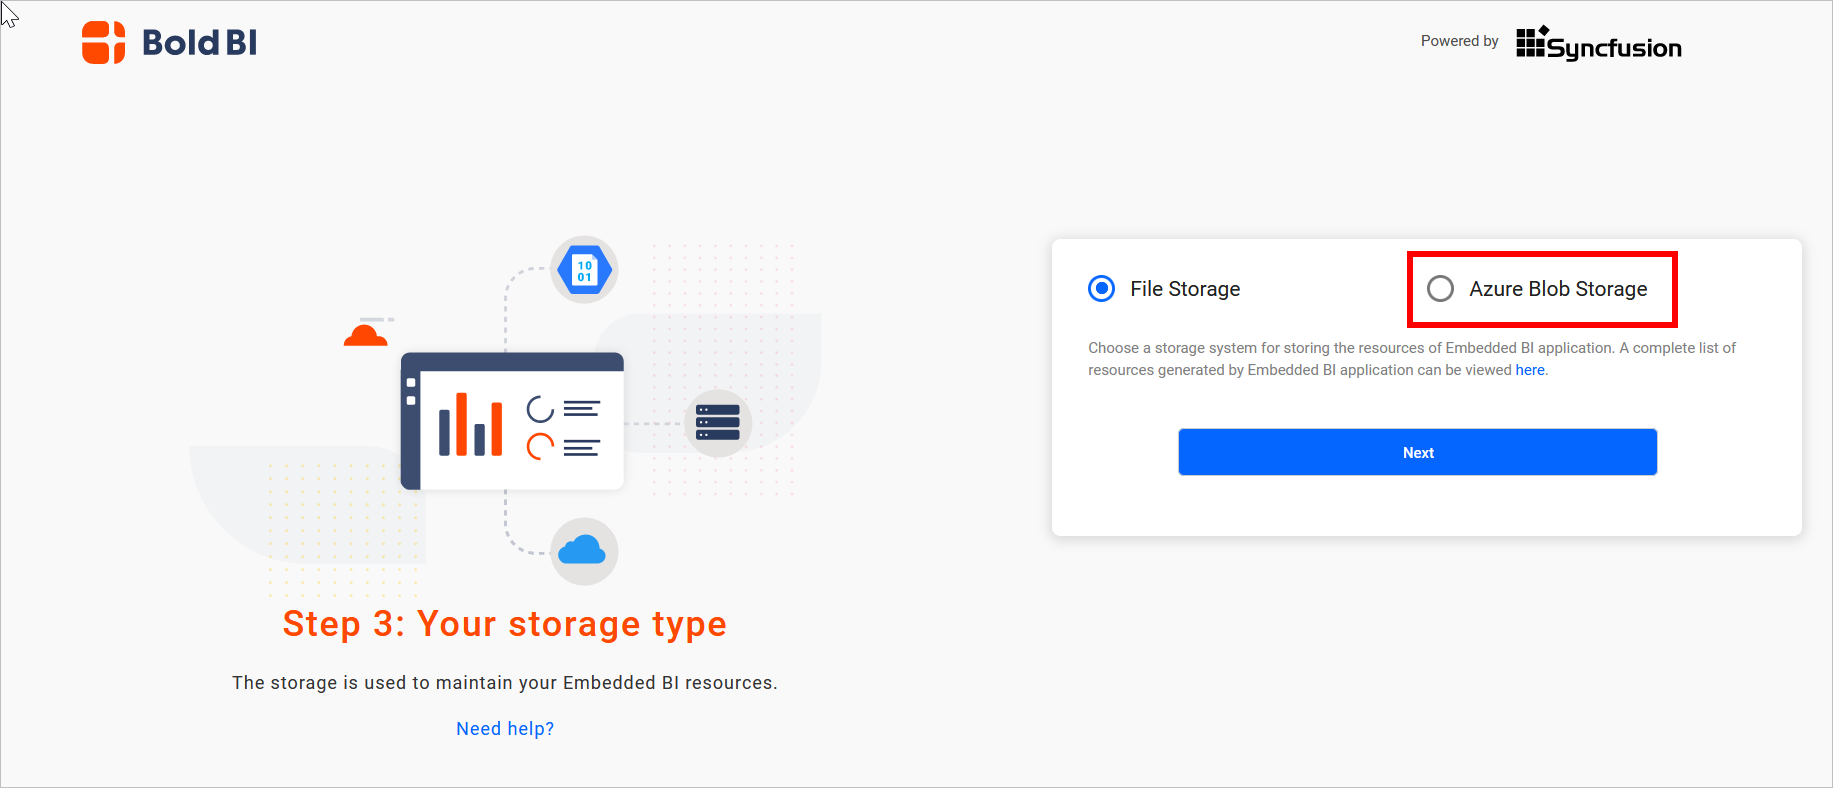 Bold BI
Powered by Syncfusion
10
01
File Storage
Azure Blob Storage
Choose a storage system for storing the resources of Embedded BI application. A complete list of
resources generated by Embedded BI application can be viewed here.
Next
Step 3: Your storage type
The storage is used to maintain your Embedded BI resources.
Need help?